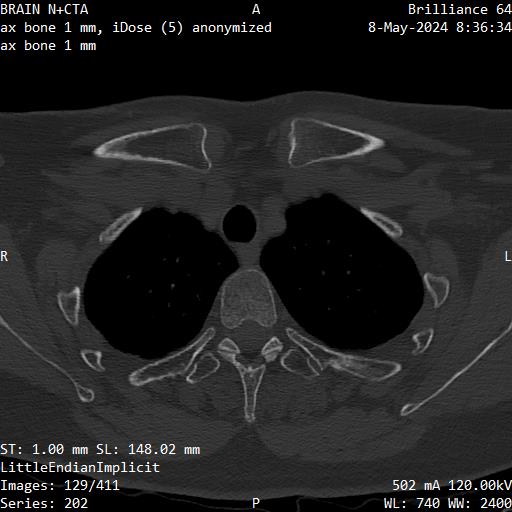 BRAIN N+CTA
ax bone 1 mm, iDose (5) anonymized
ax bone 1 mm
A
Brilliance 64
8-May-2024 8:36:34
R
L
ST: 1.00 mm SL: 148.02 mm
LittleEndianImplicit
Images: 129/411
Series: 202
P
502 mA 120.00kV
WL: 740 WW: 2400